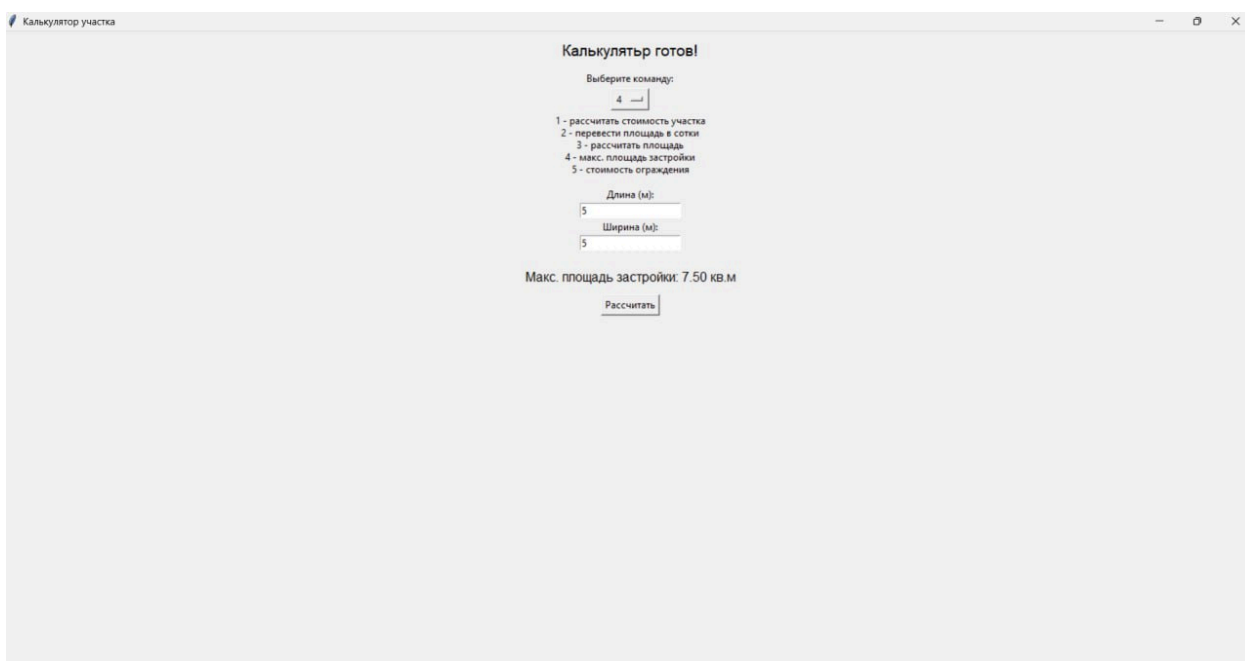 Калькулятор участка
Калькулятьр готов!
Выберите команду:
4
1 - рассчитать стоимость участка
2 - перевести площадь в сотки
3 - рассчитать площадь
4 - макс. площадь застройки
5 - стоимость ограждения
Длина (м):
5
Ширина (м):
5
Макс. площадь застройки: 7.50 кв.м
Рассчитать